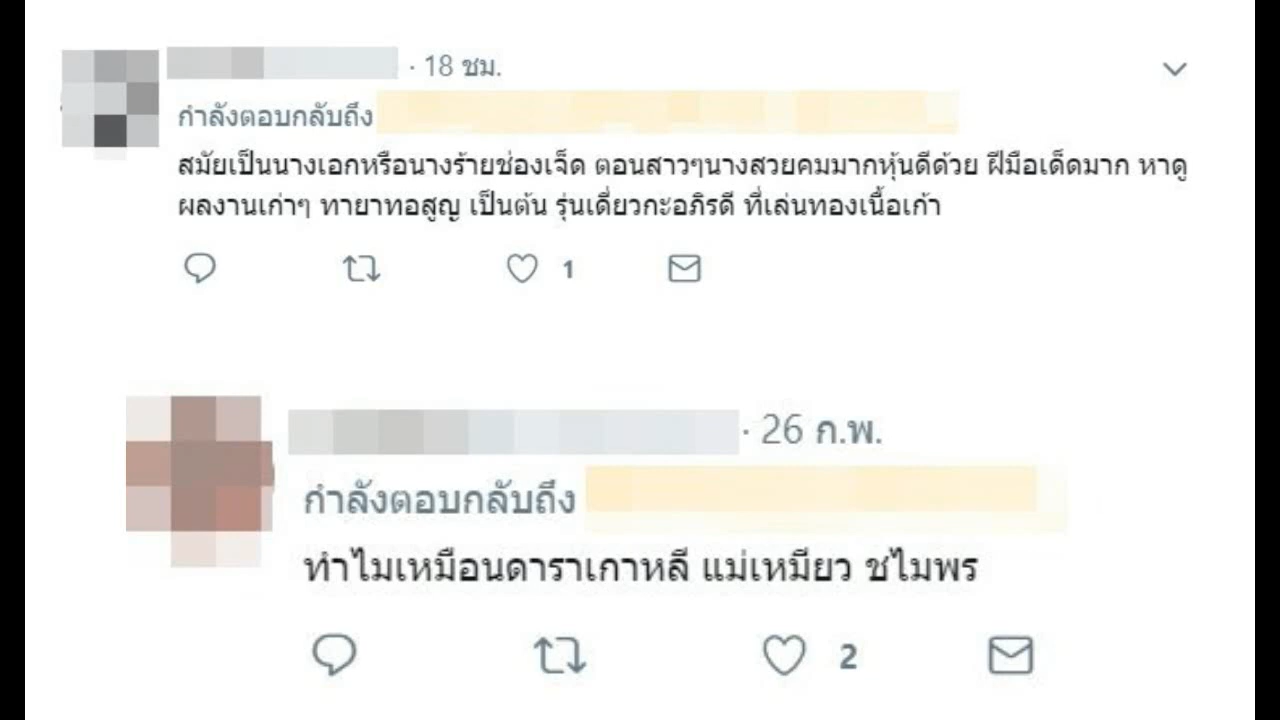 · 18 ชม.
กำลังตอบกลับถึง
สมัยเป็นนางเอกหรือนางร้ายช่องเจ็ด ตอนสาวๆนางสวยคมมากหุ้นดีด้วย ฝีมือเด็ดมาก หาดู
ผลงานเก่าๆ ทายาทอสูญ เป็นต้น รุ่นเดี่ยวกะอภิรดี ที่เล่นทองเนื้อเก้า
1
· 26 ก.พ.
กำลังตอบกลับถึง
ทำไมเหมือนดาราเกาหลี แม่เหมียว ชไมพร
2